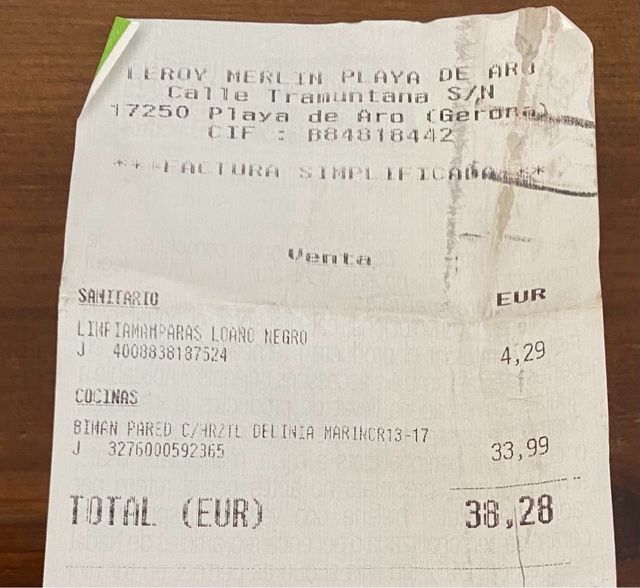 LEROY MERLIN PLAYA DE ARO
Calle Tramuntana S/N
17250 Playa de Aro (Gerona)
CIF : B84818442
***FACTURA SIMPLIFICADA***
Venta
SANITARIO EUR
LIMPIAMAMPARAS LOANO NEGRO
J 4008838187524 4,29
COCINAS
BIMAN PARED C/HRZTL DELINIA MARINCR13-17
J 3276000592365 33,99
TOTAL (EUR) 38,28